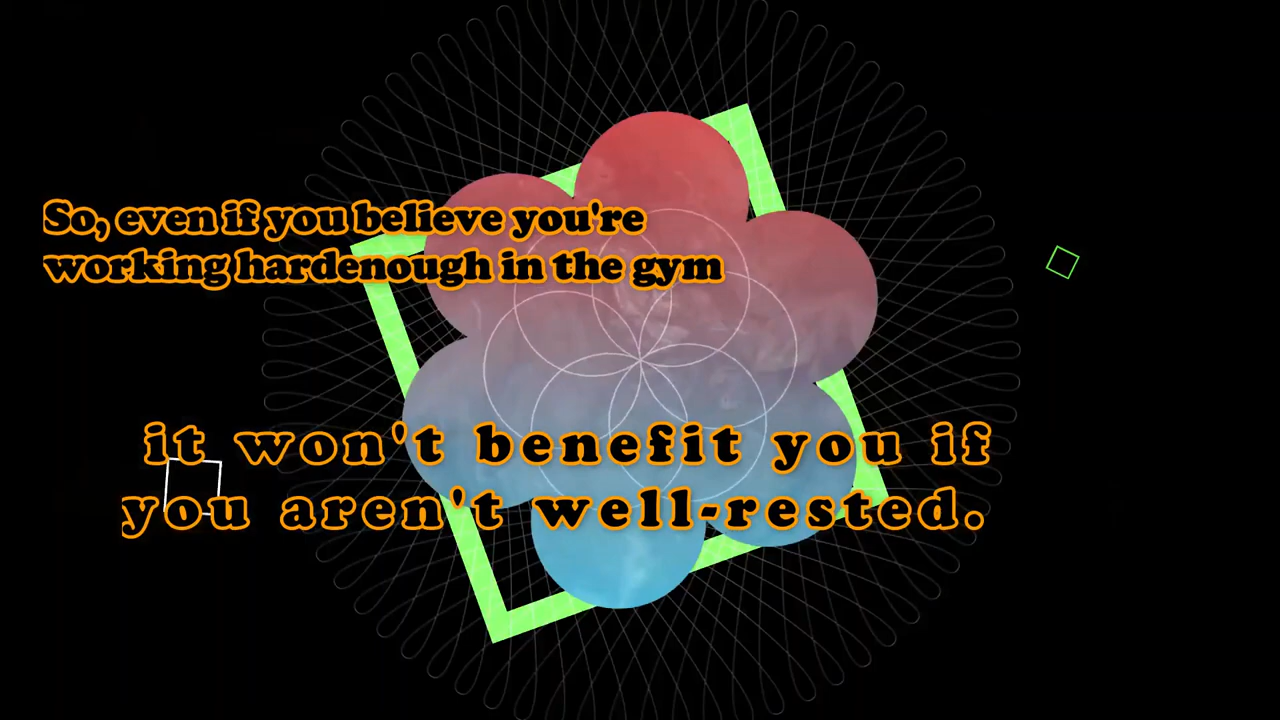 So, even if you believe you're
working hardenough in the gym
it won't benefit you if
you aren't well-rested.